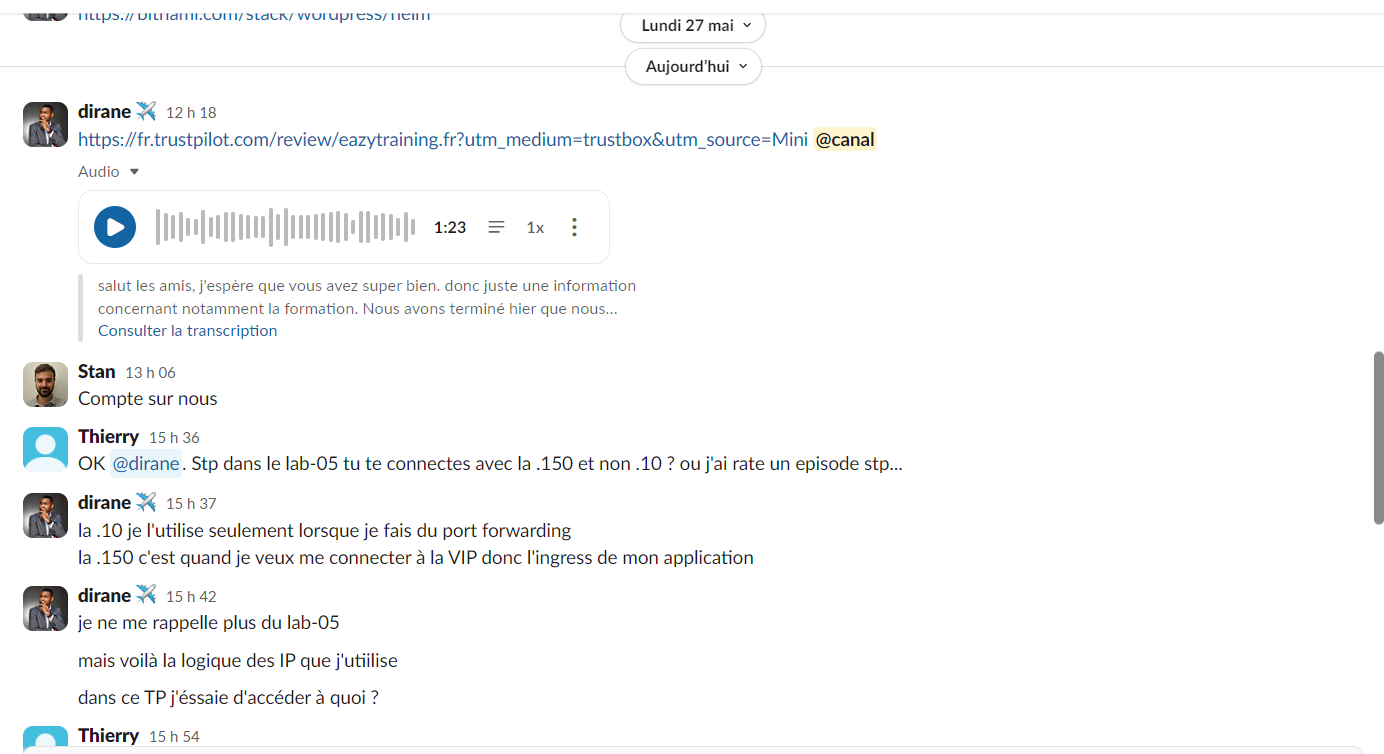 https://bitnami.com/stack/wordpress/helm
Lundi 27 mai
Aujourd’hui
dirane 12 h 18
https://fr.trustpilot.com/review/eazytraining.fr?utm_medium=trustbox&utm_source=Mini @canal
Audio
1:23 1x
salut les amis, j'espère que vous avez super bien. donc juste une information
concernant notamment la formation. Nous avons terminé hier que nous...
Consulter la transcription
Stan 13 h 06
Compte sur nous
Thierry 15 h 36
OK @dirane. Stp dans le lab-05 tu te connectes avec la .150 et non .10 ? ou j'ai rate un episode stp...
dirane 15 h 37
la .10 je l'utilise seulement lorsque je fais du port forwarding
la .150 c'est quand je veux me connecter à la VIP donc l'ingress de mon application
dirane 15 h 42
je ne me rappelle plus du lab-05
mais voilà la logique des IP que j'utiilise
dans ce TP j'éssaie d'accéder à quoi ?
Thierry 15 h 54